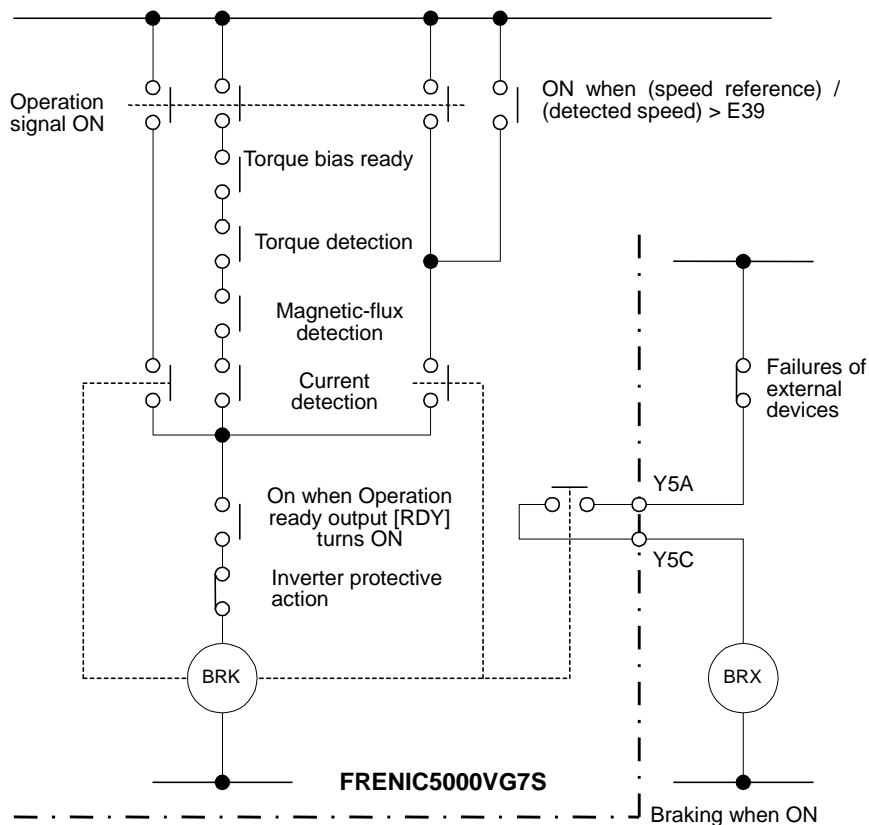 Operation
signal ON
ON when (speed reference) /
(detected speed) > E39
Torque bias ready
Torque detection
Magnetic-flux
detection
Current
detection
Failures of
external
devices
On when Operation
ready output [RDY]
turns ON
Y5A
Y5C
Inverter protective
action
BRK
BRX
FRENIC5000VG7S
Braking when ON